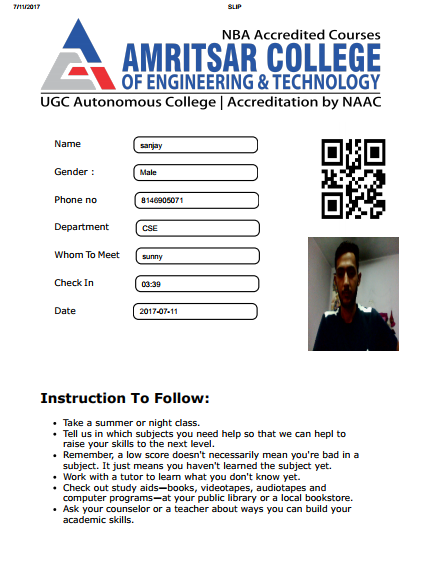 7/11/2017 SLIP
NBA Accredited Courses
AMRITSAR COLLEGE
OF ENGINEERING & TECHNOLOGY
UGC Autonomous College | Accreditation by NAAC
Name sanjay
Gender : Male
Phone no 8146905071
Department CSE
Whom To Meet sunny
Check In 03:39
Date 2017-07-11
Instruction To Follow:
• Take a summer or night class.
• Tell us in which subjects you need help so that we can hepl to
raise your skills to the next level.
• Remember, a low score doesn't necessarily mean you're bad in a
subject. It just means you haven't learned the subject yet.
• Work with a tutor to learn what you don't know yet.
• Check out study aids—books, videotapes, audiotapes and
computer programs—at your public library or a local bookstore.
• Ask your counselor or a teacher about ways you can build your
academic skills.